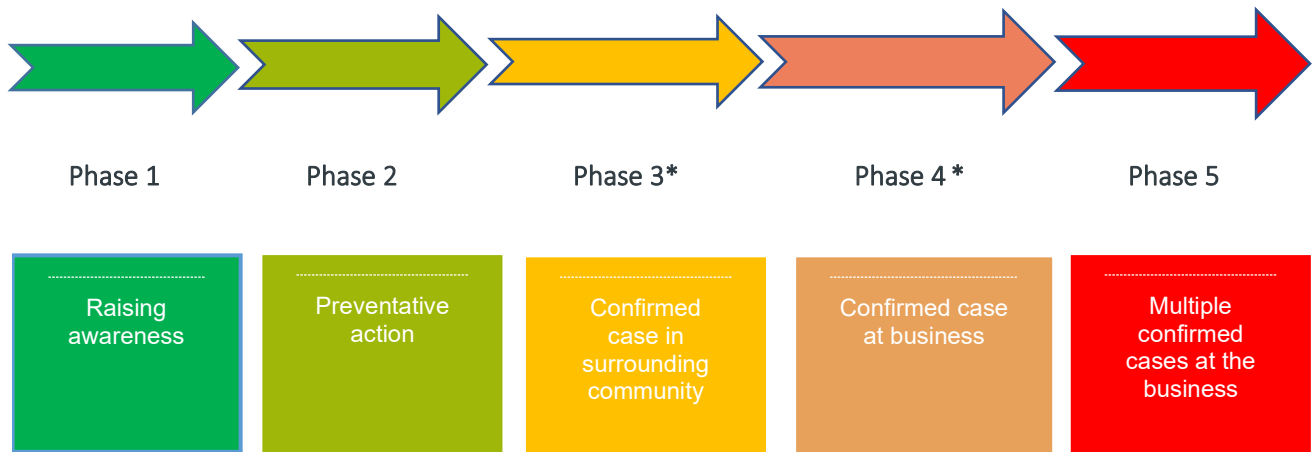 Phase 1
Phase 2
Phase 3*
Phase 4 *
Phase 5
Raising
awareness
Preventative
action
Confirmed
case in
surrounding
community
Confirmed case
at business
Multiple
confirmed
cases at the
business